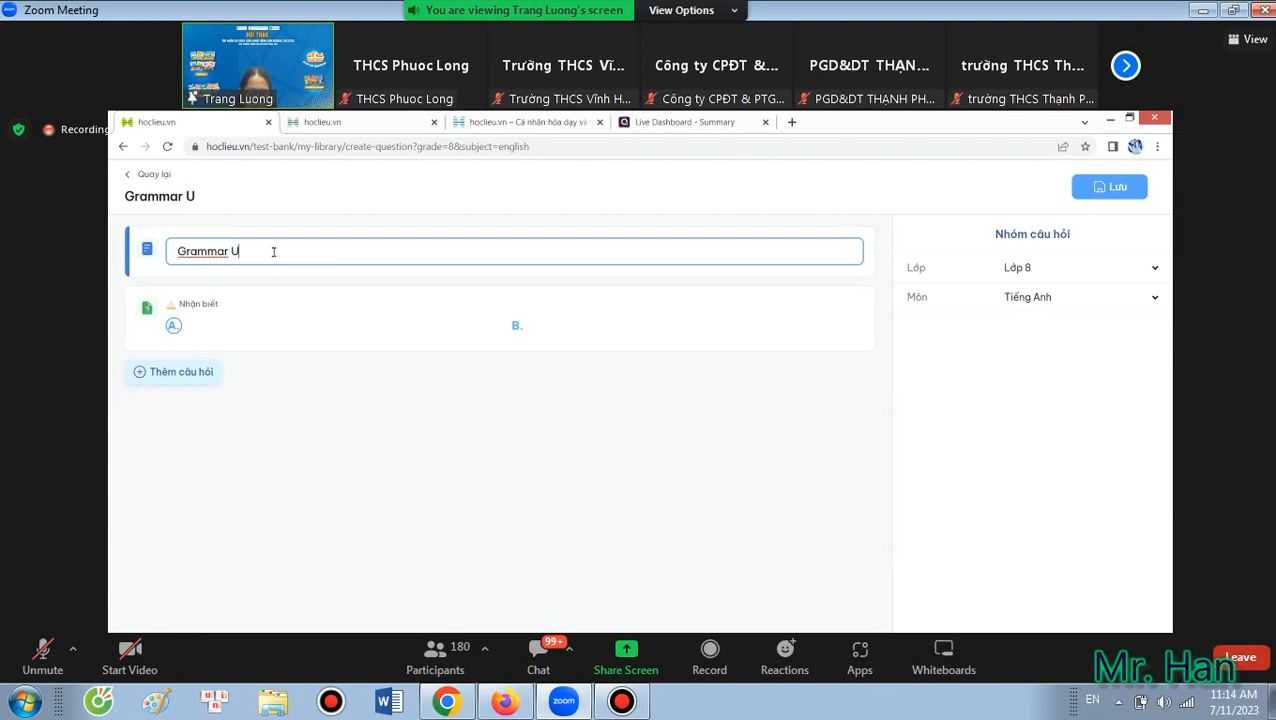 Zoom Meeting
You are viewing Trang Luong's screen
View Options
View
HỘI THẢO
Trang Luong
THCS Phuoc Long
THCS Phuoc Long
Trường THCS Vĩ...
Trường THCS Vĩnh H...
Công ty CPĐT &...
Công ty CPĐT & PTG...
PGD&DT THẠN...
PGD&DT THẠNH PH...
trường THCS Th...
trường THCS Thạnh P...
Recording
hoclieu.vn
hoclieu.vn
hoclieu.vn – Cá nhân hóa dạy và
Live Dashboard - Summary
hoclieu.vn/test-bank/my-library/create-question?grade=8&subject=english
Quay lại
Grammar U
Lưu
Grammar U
Nhóm câu hỏi
Lớp
Lớp 8
Môn
Tiếng Anh
Nhận biết
A.
B.
Thêm câu hỏi
Unmute
Start Video
180
Participants
99+
Chat
Share Screen
Record
Reactions
Apps
Whiteboards
Leave
Mr. Han
EN
11:14 AM
7/11/2023